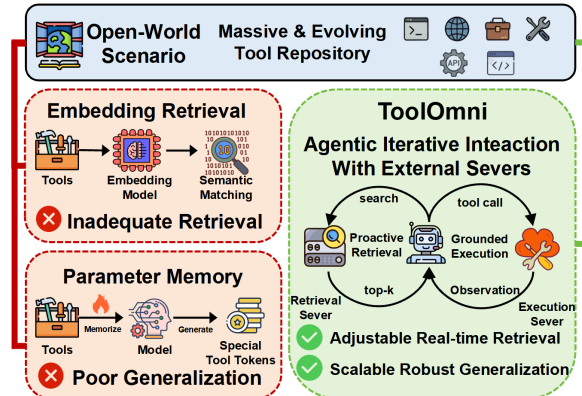 Open-World
Scenario
Massive & Evolving
Tool Repository
API
Embedding Retrieval
Tools
Embedding
Model
Semantic
Matching
Inadequate Retrieval
Parameter Memory
Memorize
Generate
Tools
Model
Special
Tool Tokens
Poor Generalization
ToolOmni
Agentic Iterative Inteaction
With External Severs
search
tool call
Proactive
Retrieval
Grounded
Execution
top-k
Observation
Retrieval
Sever
Execution
Sever
Adjustable Real-time Retrieval
Scalable Robust Generalization